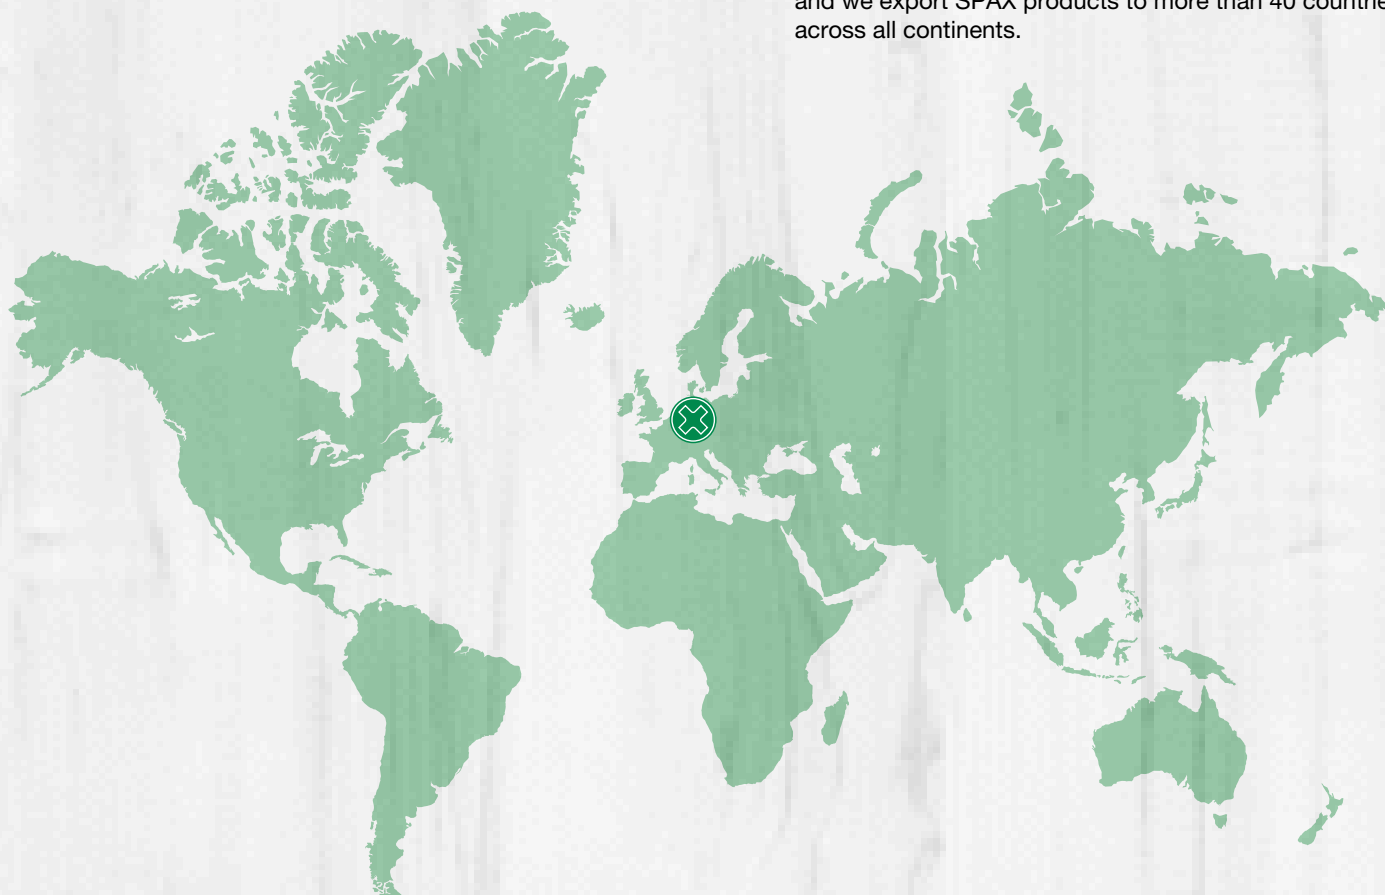 and we export SPAX products to more than 40
across all continents.